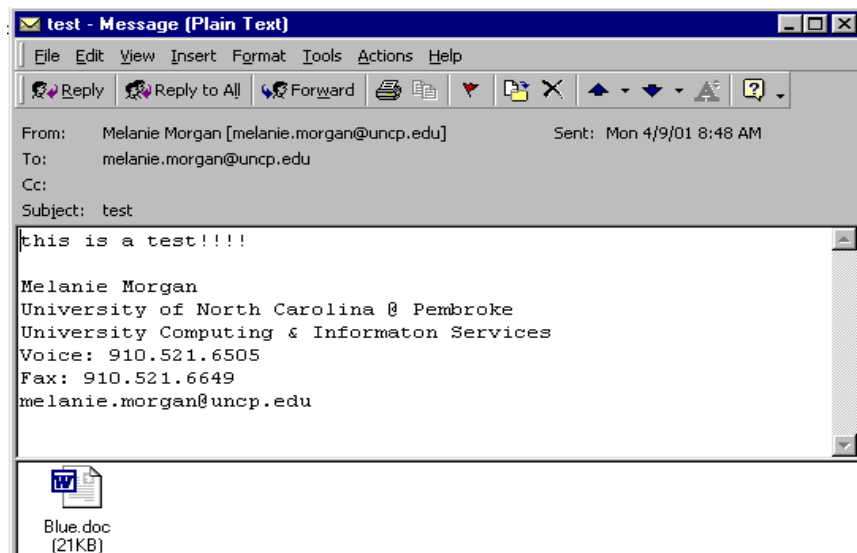 test - Message (Plain Text)
File Edit View Insert Format Tools Actions Help
Reply Reply to All Forward
From: Melanie Morgan [melanie.morgan@uncp.edu] Sent: Mon 4/9/01 8:48 AM
To: melanie.morgan@uncp.edu
Cc:
Subject: test
this is a test!!!!
Melanie Morgan
University of North Carolina @ Pembroke
University Computing & Informaton Services
Voice: 910.521.6505
Fax: 910.521.6649
melanie.morgan@uncp.edu
Blue.doc
(21KB)